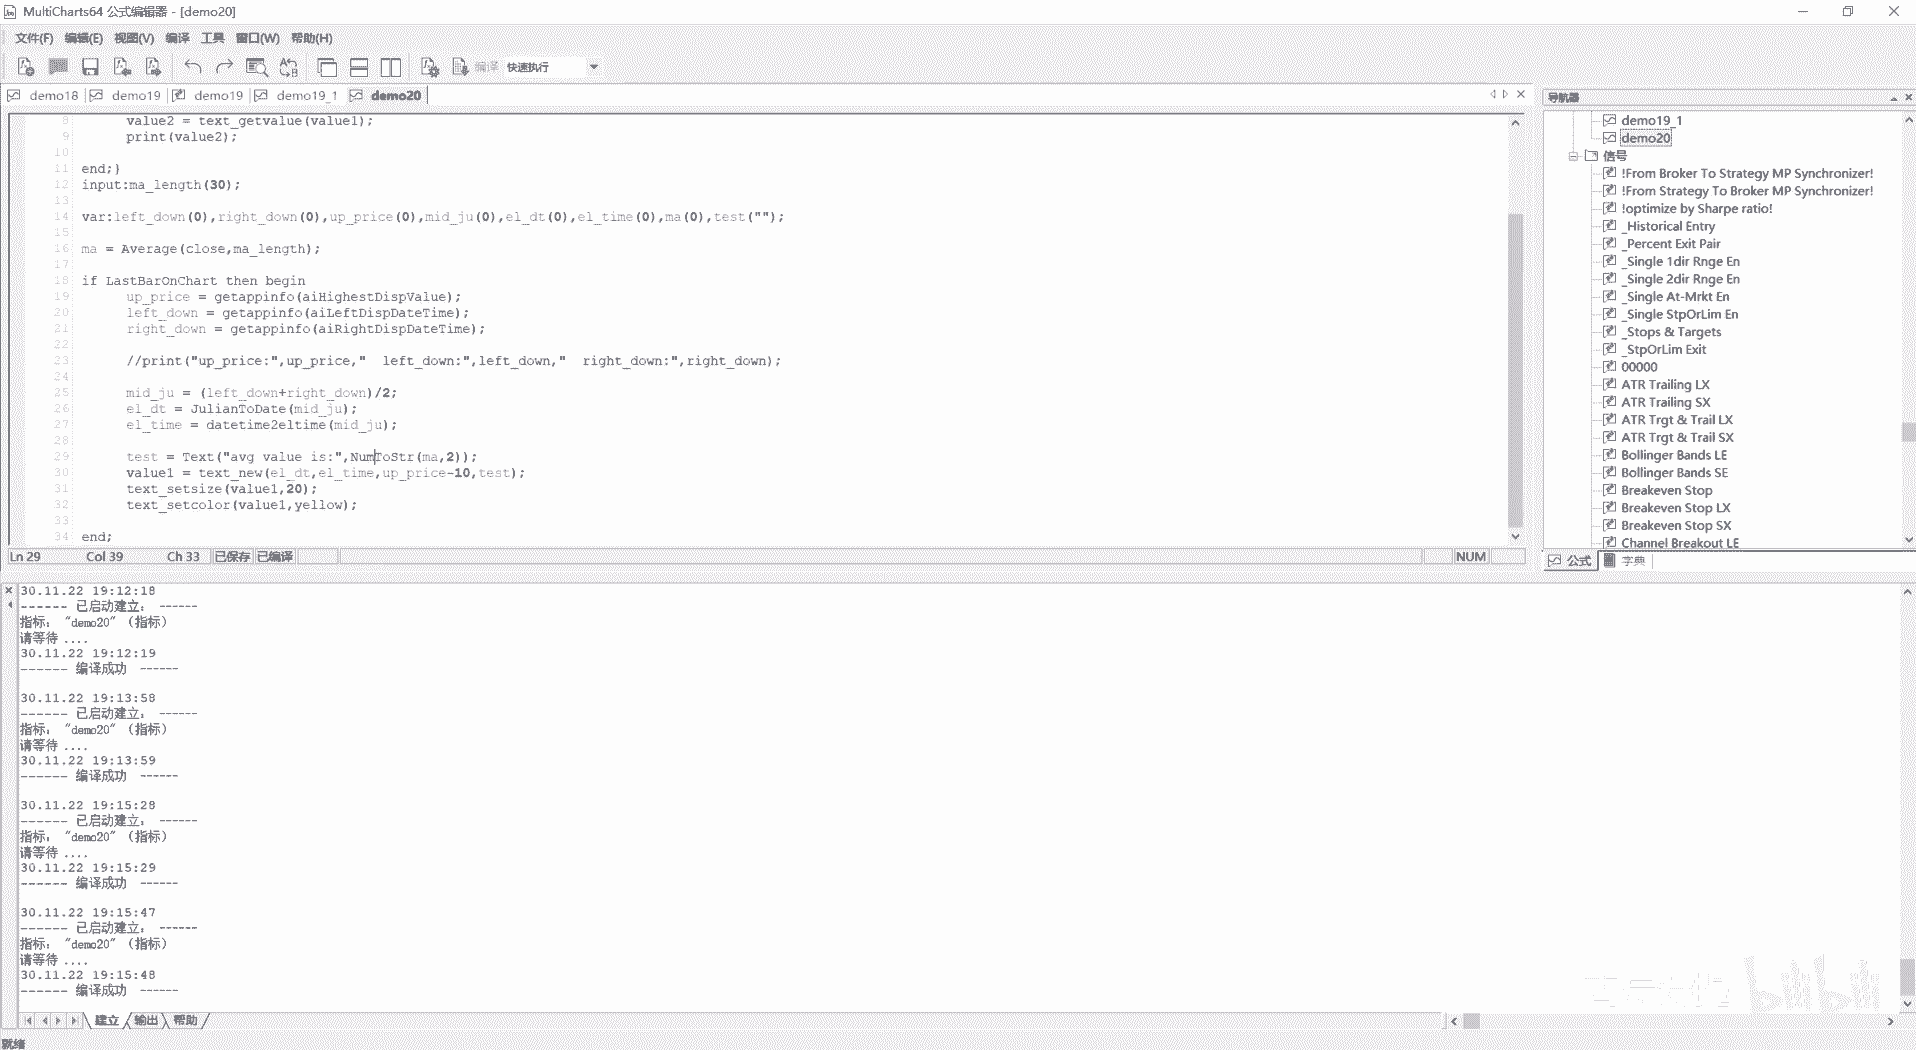 MultiCharts64 公式编辑器 - [demo20]
文件(F) 编辑(E) 视图(V) 编译 工具 窗口(W) 帮助(H)
编译 快速执行
demo18 demo19 demo19 demo19_1 demo20
8 value2 = text_getvalue(value1);
9 print(value2);
10
11 end;}
12 input:ma_length(30);
13
14 var:left_down(0),right_down(0),up_price(0),mid_ju(0),el_dt(0),el_time(0),ma(0),test("");
15
16 ma = Average(close,ma_length);
17
18 if LastBarOnChart then begin
19 up_price = getappinfo(aiHighestDispValue);
20 left_down = getappinfo(aiLeftDispDateTime);
21 right_down = getappinfo(aiRightDispDateTime);
22
23 //print("up_price:",up_price,"  left_down:",left_down,"  right_down:",right_down);
24
25 mid_ju = (left_down+right_down)/2;
26 el_dt = JulianToDate(mid_ju);
27 el_time = datetime2eltime(mid_ju);
28
29 test = Text("avg value is:",NumToStr(ma,2));
30 value1 = text_new(el_dt,el_time,up_price-10,test);
31 text_setsize(value1,20);
32 text_setcolor(value1,yellow);
33
34 end;
Ln 29 Col 39 Ch 33 已保存 已编译 NUM
导航器
demo19_1
demo20
信号
!From Broker To Strategy MP Synchronizer!
!From Strategy To Broker MP Synchronizer!
!optimize by Sharpe ratio!
_Historical Entry
_Percent Exit Pair
_Single 1dir Rnge En
_Single 2dir Rnge En
_Single At-Mrkt En
_Single StpOrLim En
_Stops & Targets
_StpOrLim Exit
00000
ATR Trailing LX
ATR Trailing SX
ATR Trgt & Trail LX
ATR Trgt & Trail SX
Bollinger Bands LE
Bollinger Bands SE
Breakeven Stop
Breakeven Stop LX
Breakeven Stop SX
Channel Breakout LE
公式 字典
30.11.22 19:12:18
------ 已启动建立： ------
指标： "demo20" （指标）
请等待 ....
30.11.22 19:12:19
------ 编译成功 ------
30.11.22 19:13:58
------ 已启动建立： ------
指标： "demo20" （指标）
请等待 ....
30.11.22 19:13:59
------ 编译成功 ------
30.11.22 19:15:28
------ 已启动建立： ------
指标： "demo20" （指标）
请等待 ....
30.11.22 19:15:29
------ 编译成功 ------
30.11.22 19:15:47
------ 已启动建立： ------
指标： "demo20" （指标）
请等待 ....
30.11.22 19:15:48
------ 编译成功 ------
建立 输出 帮助
bilibili
就绪